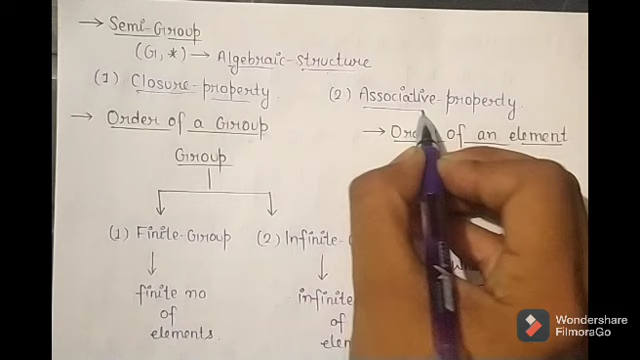 → Semi-Group
(G, *) → Algebraic-structure
(1) Closure-property
(2) Associative-property
→ Order of a Group
→ of an element
Group
(1) Finite-Group (2) Infinite-
finite no
of
elements.
infinite
of
Wondershare
FilmoraGo